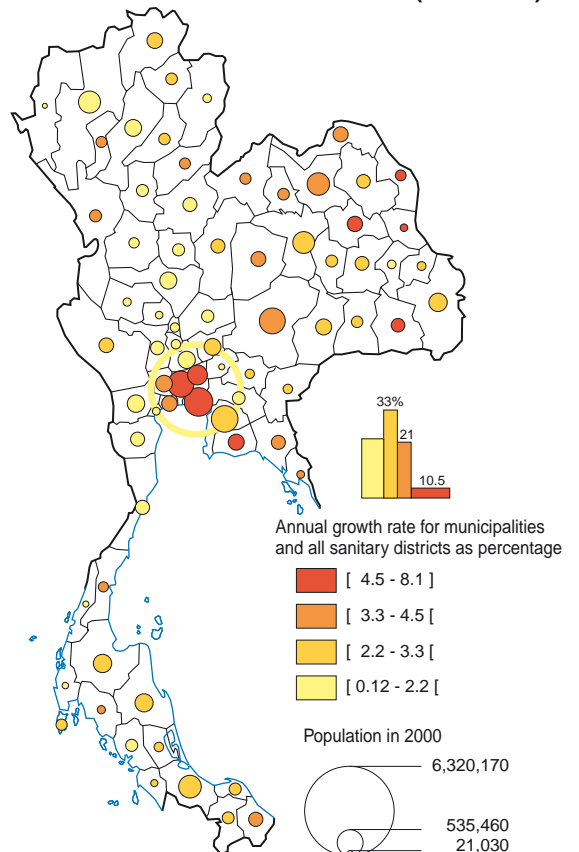 33%
21
10.5
Annual growth rate for municipalities
and all sanitary districts as percentage
[ 4.5 - 8.1 ]
[ 3.3 - 4.5 [
[ 2.2 - 3.3 [
[ 0.12 - 2.2 [
Population in 2000
6,320,170
535,460
21,030